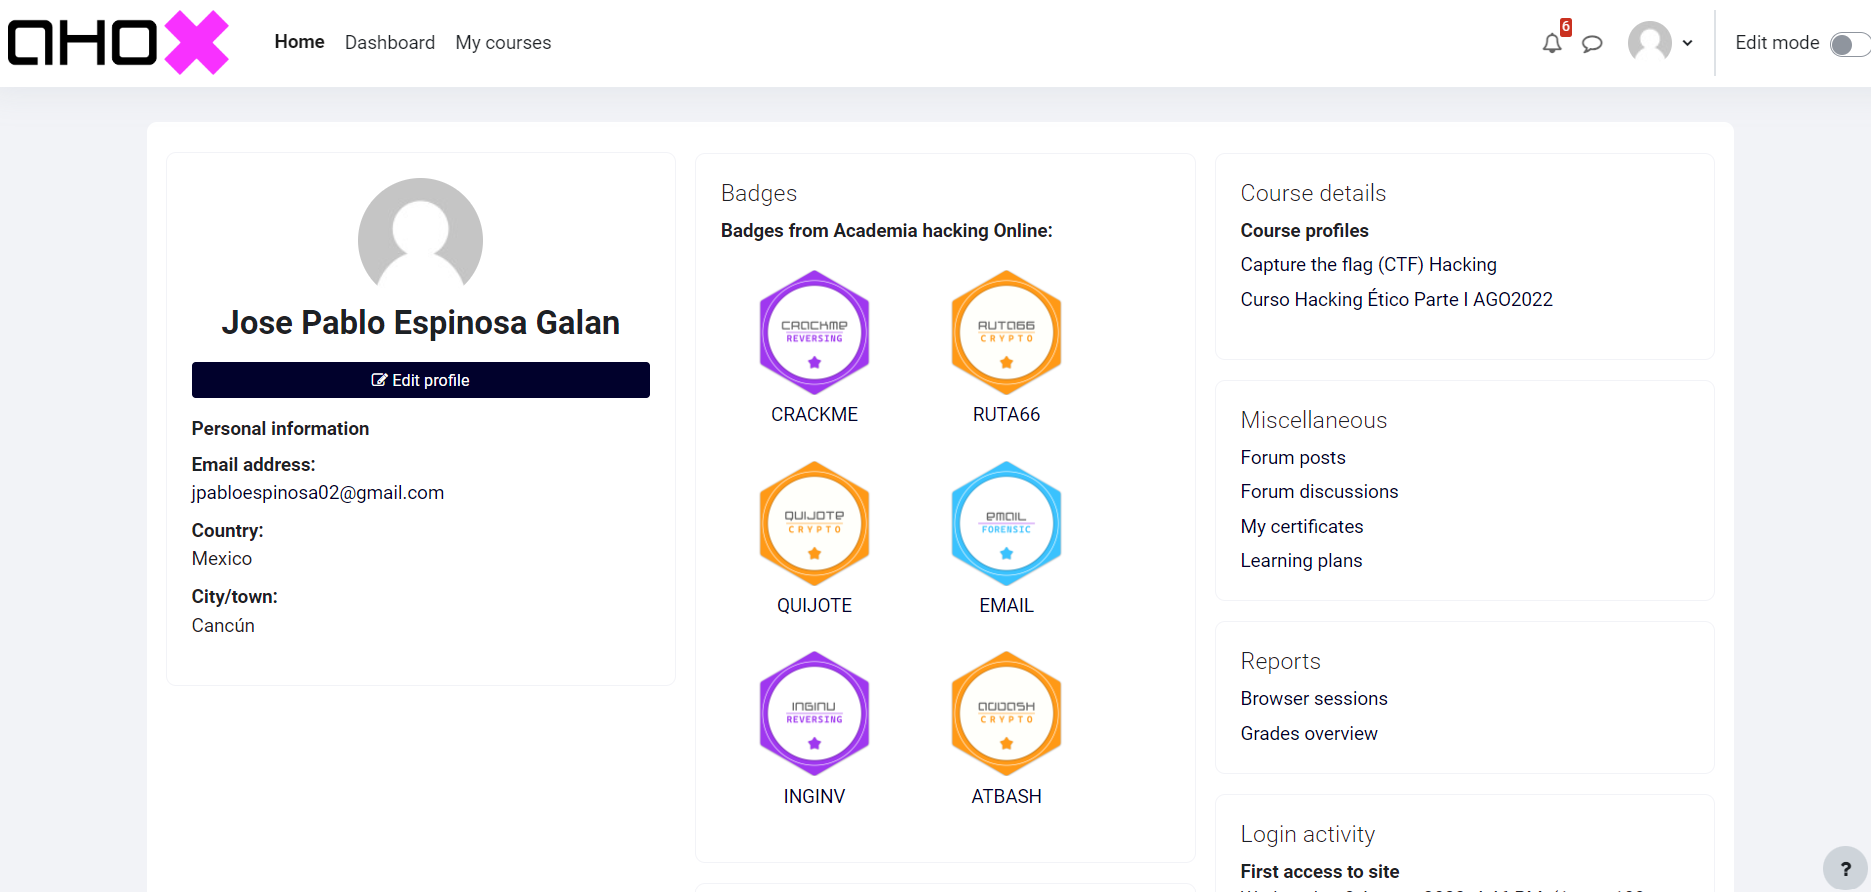 aHOX
Home Dashboard My courses
6
Edit mode
Jose Pablo Espinosa Galan
Edit profile
Personal information
Email address:
jpabloespinosa02@gmail.com
Country:
Mexico
City/town:
Cancún
Badges
Badges from Academia hacking Online:
CRACKME
REVERSING
CRACKME
RUTA66
CRYPTO
RUTA66
QUIJOTE
CRYPTO
QUIJOTE
EMAIL
FORENSIC
EMAIL
INGINV
REVERSING
INGINV
CRYPTO
ATBASH
Course details
Course profiles
Capture the flag (CTF) Hacking
Curso Hacking Ético Parte I AGO2022
Miscellaneous
Forum posts
Forum discussions
My certificates
Learning plans
Reports
Browser sessions
Grades overview
Login activity
First access to site
?